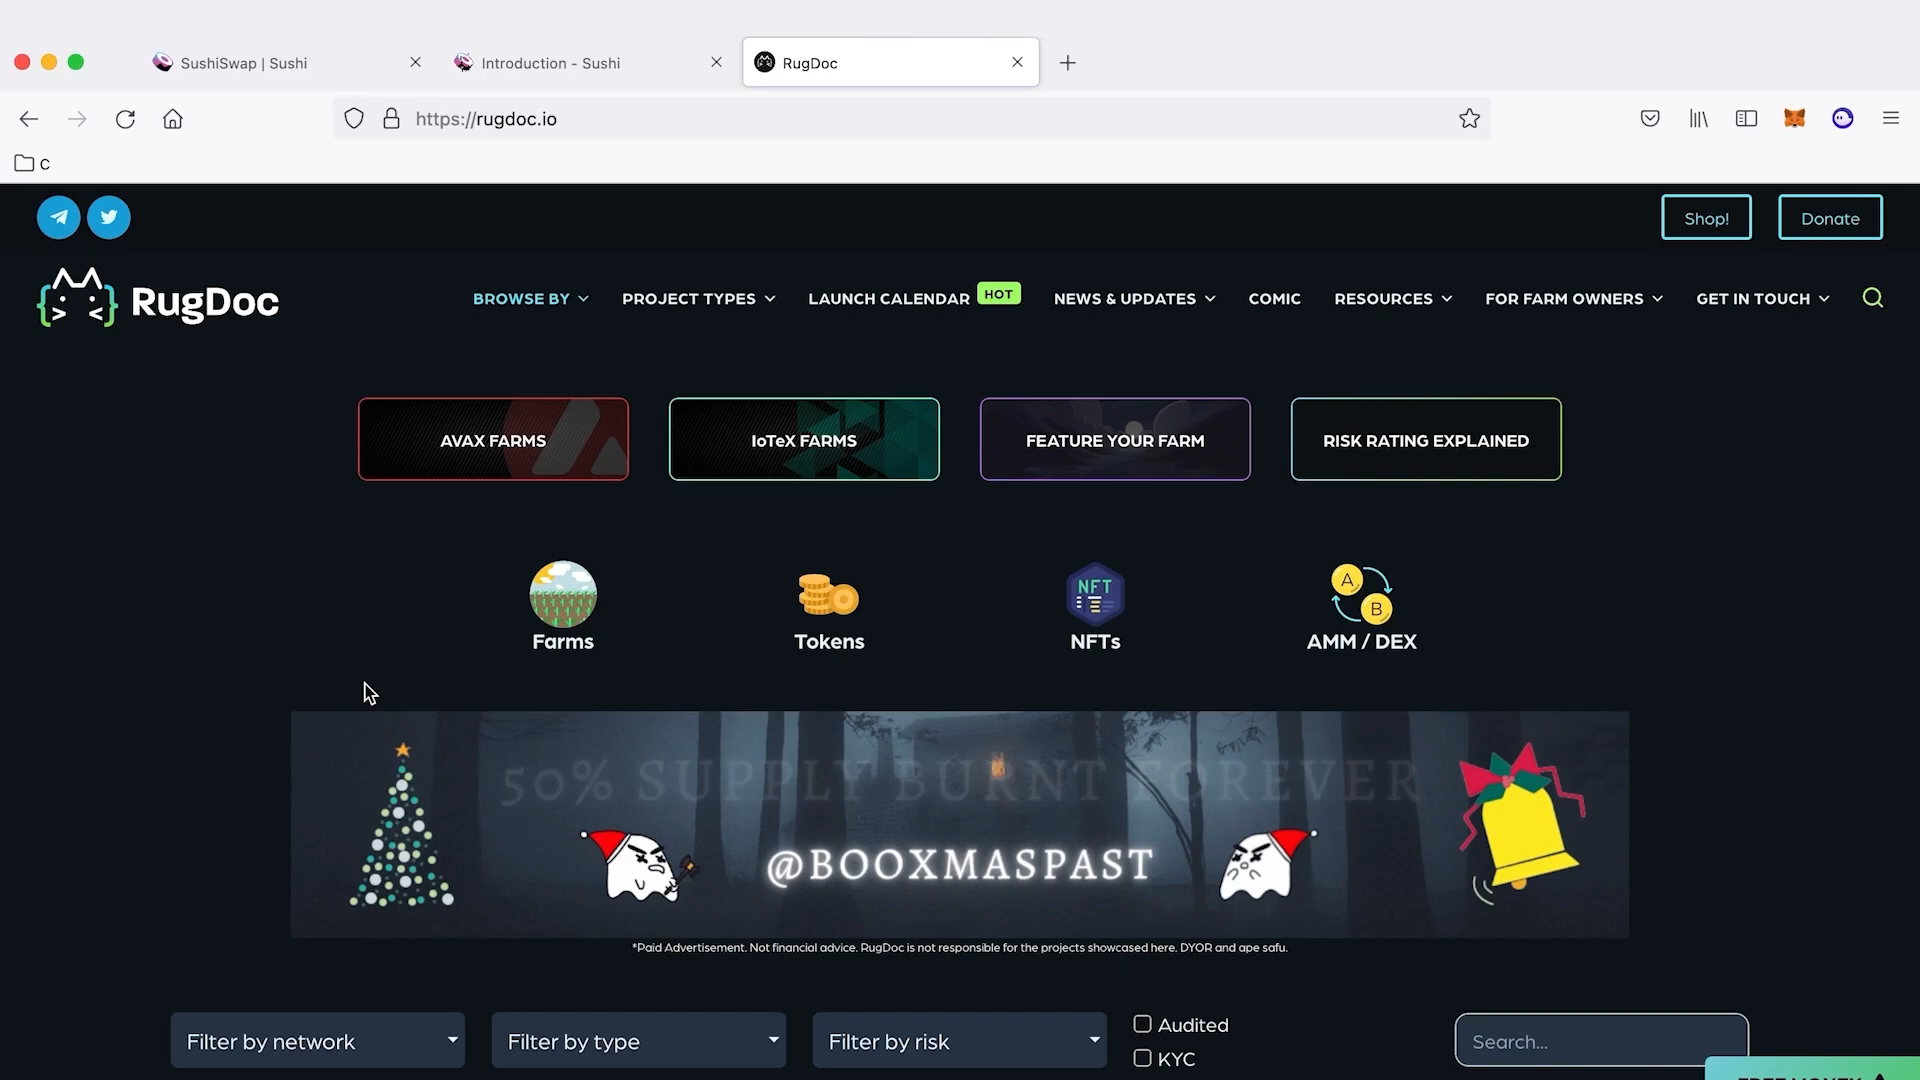 SushiSwap | Sushi
Introduction - Sushi
RugDoc
https://rugdoc.io
C
Shop!
Donate
RugDoc
BROWSE BY
PROJECT TYPES
LAUNCH CALENDAR
HOT
NEWS & UPDATES
COMIC
RESOURCES
FOR FARM OWNERS
GET IN TOUCH
AVAX FARMS
IoTeX FARMS
FEATURE YOUR FARM
RISK RATING EXPLAINED
NFT
A
B
Farms
Tokens
NFTs
AMM / DEX
50% SUPPLY BURNT FOREVER
@BOOXMASPAST
*Paid Advertisement. Not financial advice. RugDoc is not responsible for the projects showcased here. DYOR and ape safu.
Filter by network
Filter by type
Filter by risk
Audited
KYC
Search...
FREE MONEY